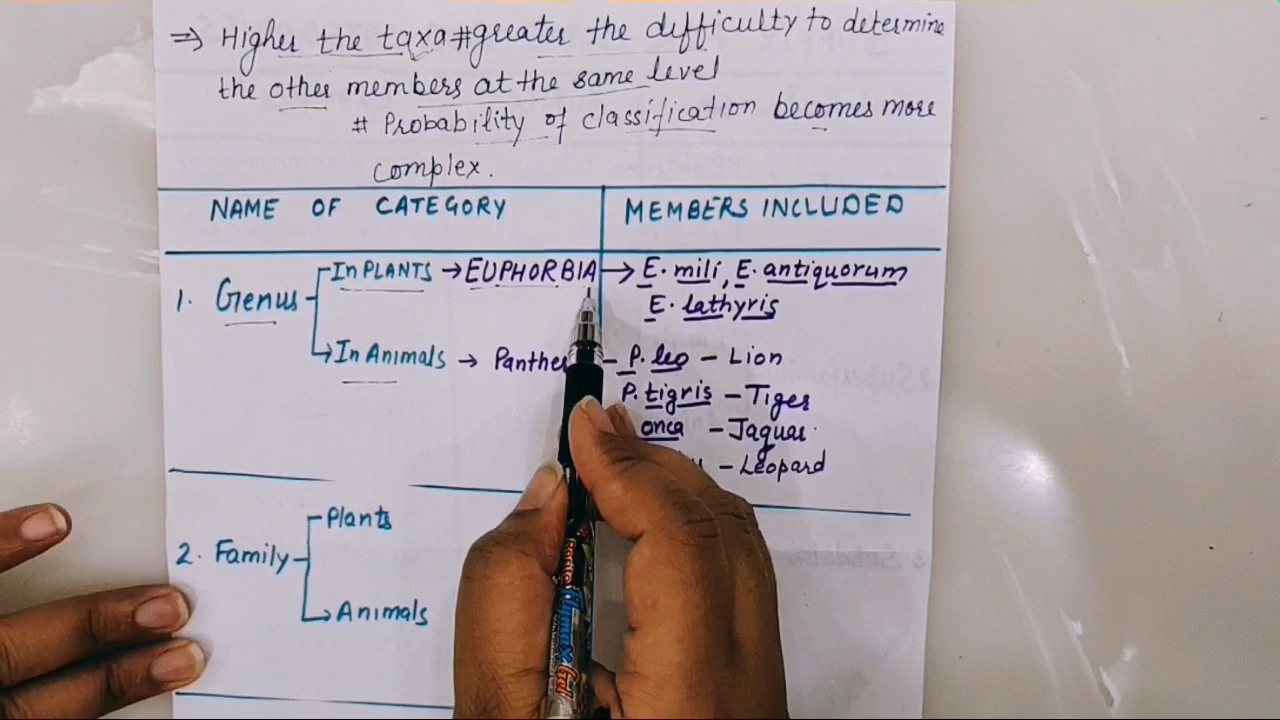 ⇒ Higher the taxa # greater the difficulty to determine
the other members at the same level
# Probability of classification becomes more
complex.
NAME OF CATEGORY MEMBERS INCLUDED
1. Genus In PLANTS → EUPHORBIA → E. mili, E. antiquorum
E. lathyris
In Animals → Panthe – P. leo – Lion
P. tigris – Tiger
onca – Jaguar
– Leopard
2. Family Plants
Animals